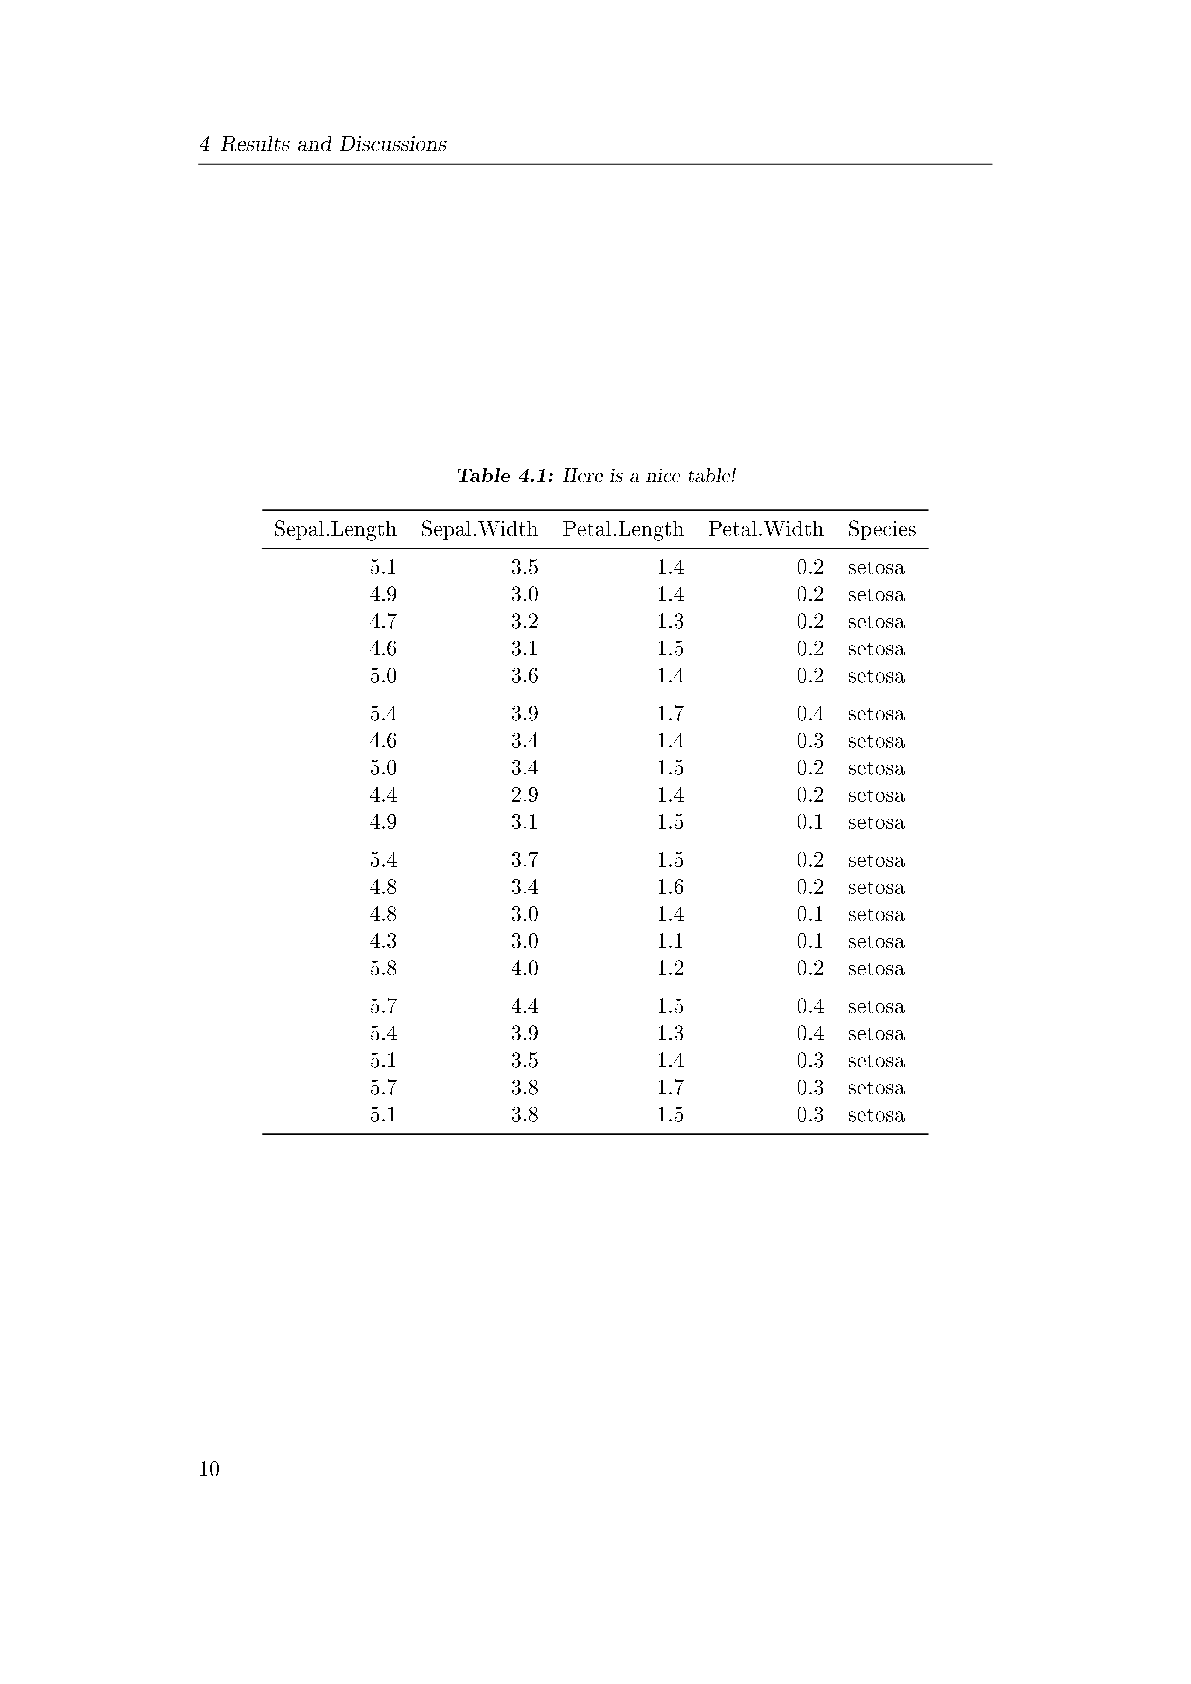 4 Results and Discussions
Table 4.1: Here is a nice table!
Sepal.Length Sepal.Width Petal.Length Petal.Width Species
5.1 3.5 1.4 0.2 setosa
4.9 3.0 1.4 0.2 setosa
4.7 3.2 1.3 0.2 setosa
4.6 3.1 1.5 0.2 setosa
5.0 3.6 1.4 0.2 setosa
5.4 3.9 1.7 0.4 setosa
4.6 3.4 1.4 0.3 setosa
5.0 3.4 1.5 0.2 setosa
4.4 2.9 1.4 0.2 setosa
4.9 3.1 1.5 0.1 setosa
5.4 3.7 1.5 0.2 setosa
4.8 3.4 1.6 0.2 setosa
4.8 3.0 1.4 0.1 setosa
4.3 3.0 1.1 0.1 setosa
5.8 4.0 1.2 0.2 setosa
5.7 4.4 1.5 0.4 setosa
5.4 3.9 1.3 0.4 setosa
5.1 3.5 1.4 0.3 setosa
5.7 3.8 1.7 0.3 setosa
5.1 3.8 1.5 0.3 setosa
10